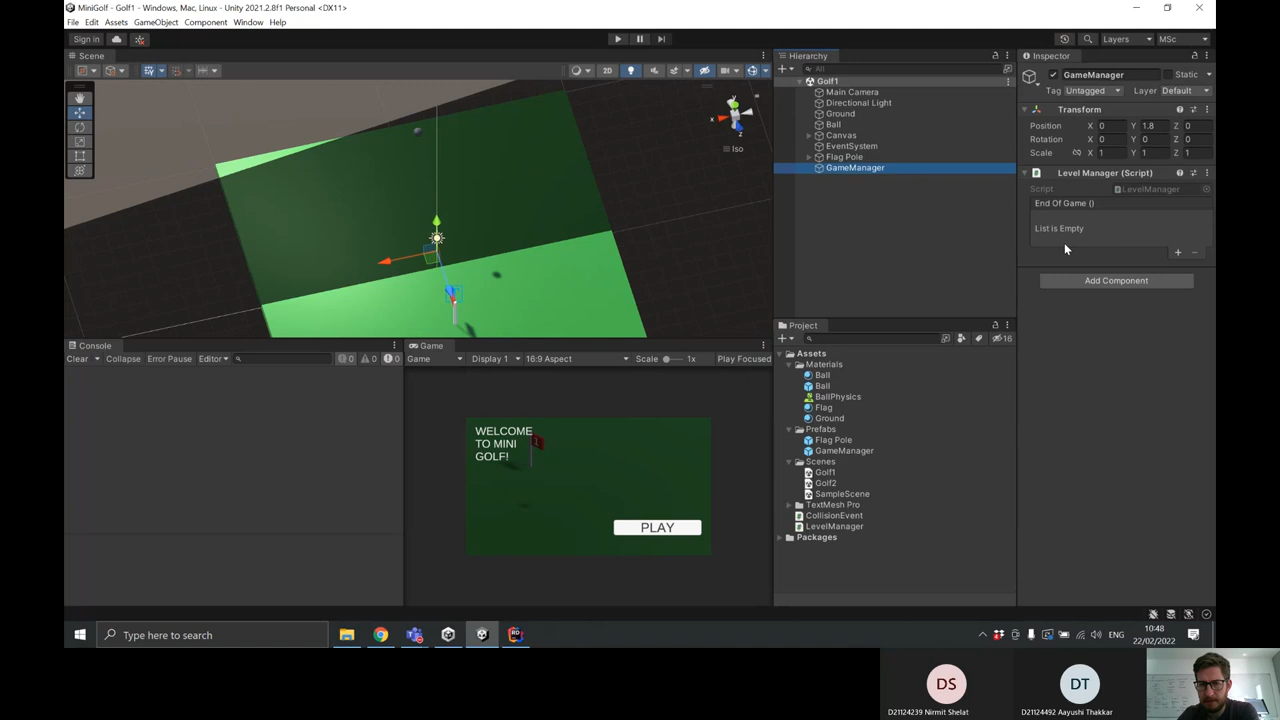 MiniGolf - Golf1 - Windows, Mac, Linux - Unity 2021.2.8f1 Personal <DX11>
File Edit Assets GameObject Component Window Help
Sign in
Layers
MSc
Scene
2D
x
y
z
Iso
Hierarchy
All
Golf1
Main Camera
Directional Light
Ground
Ball
Canvas
EventSystem
Flag Pole
GameManager
Inspector
GameManager
Static
Tag Untagged Layer Default
Transform
Position X 0 Y 1.8 Z 0
Rotation X 0 Y 0 Z 0
Scale X 1 Y 1 Z 1
Level Manager (Script)
Script LevelManager
End Of Game ()
List is Empty
Add Component
Console
Clear Collapse Error Pause Editor 0 0 0
Game
Game Display 1 16:9 Aspect Scale 1x Play Focused
WELCOME
TO MINI
GOLF!
1
PLAY
Project
16
Assets
Materials
Ball
Ball
BallPhysics
Flag
Ground
Prefabs
Flag Pole
GameManager
Scenes
Golf1
Golf2
SampleScene
TextMesh Pro
CollisionEvent
LevelManager
Packages
Type here to search
RD
ENG
10:48
22/02/2022
DS
D21124239 Nirmit Shelat
DT
D21124492 Aayushi Thakkar